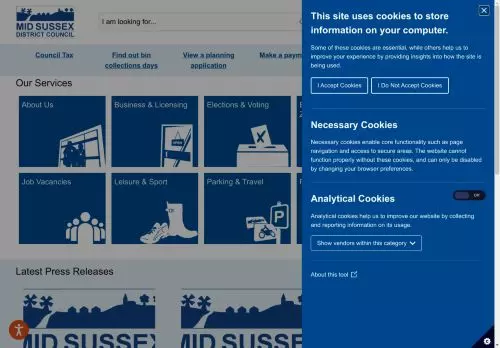 MID SUSSEX
DISTRICT COUNCIL
I am looking for...
Council Tax
Find out bin
collections days
View a planning
application
Make a paym
Our Services
About Us
Business & Licensing
Elections & Voting
OPEN
Job Vacancies
Leisure & Sport
Parking & Travel
Latest Press Releases
MID SUSSEX
MID SUSS
This site uses cookies to store
information on your computer.
Some of these cookies are essential, while others help us to
improve your experience by providing insights into how the site is
being used.
I Accept Cookies
I Do Not Accept Cookies
Necessary Cookies
Necessary cookies enable core functionality such as page
navigation and access to secure areas. The website cannot
function properly without these cookies, and can only be disabled
by changing your browser preferences.
Analytical Cookies
Off
Analytical cookies help us to improve our website by collecting
and reporting information on its usage.
Show vendors within this category
About this tool